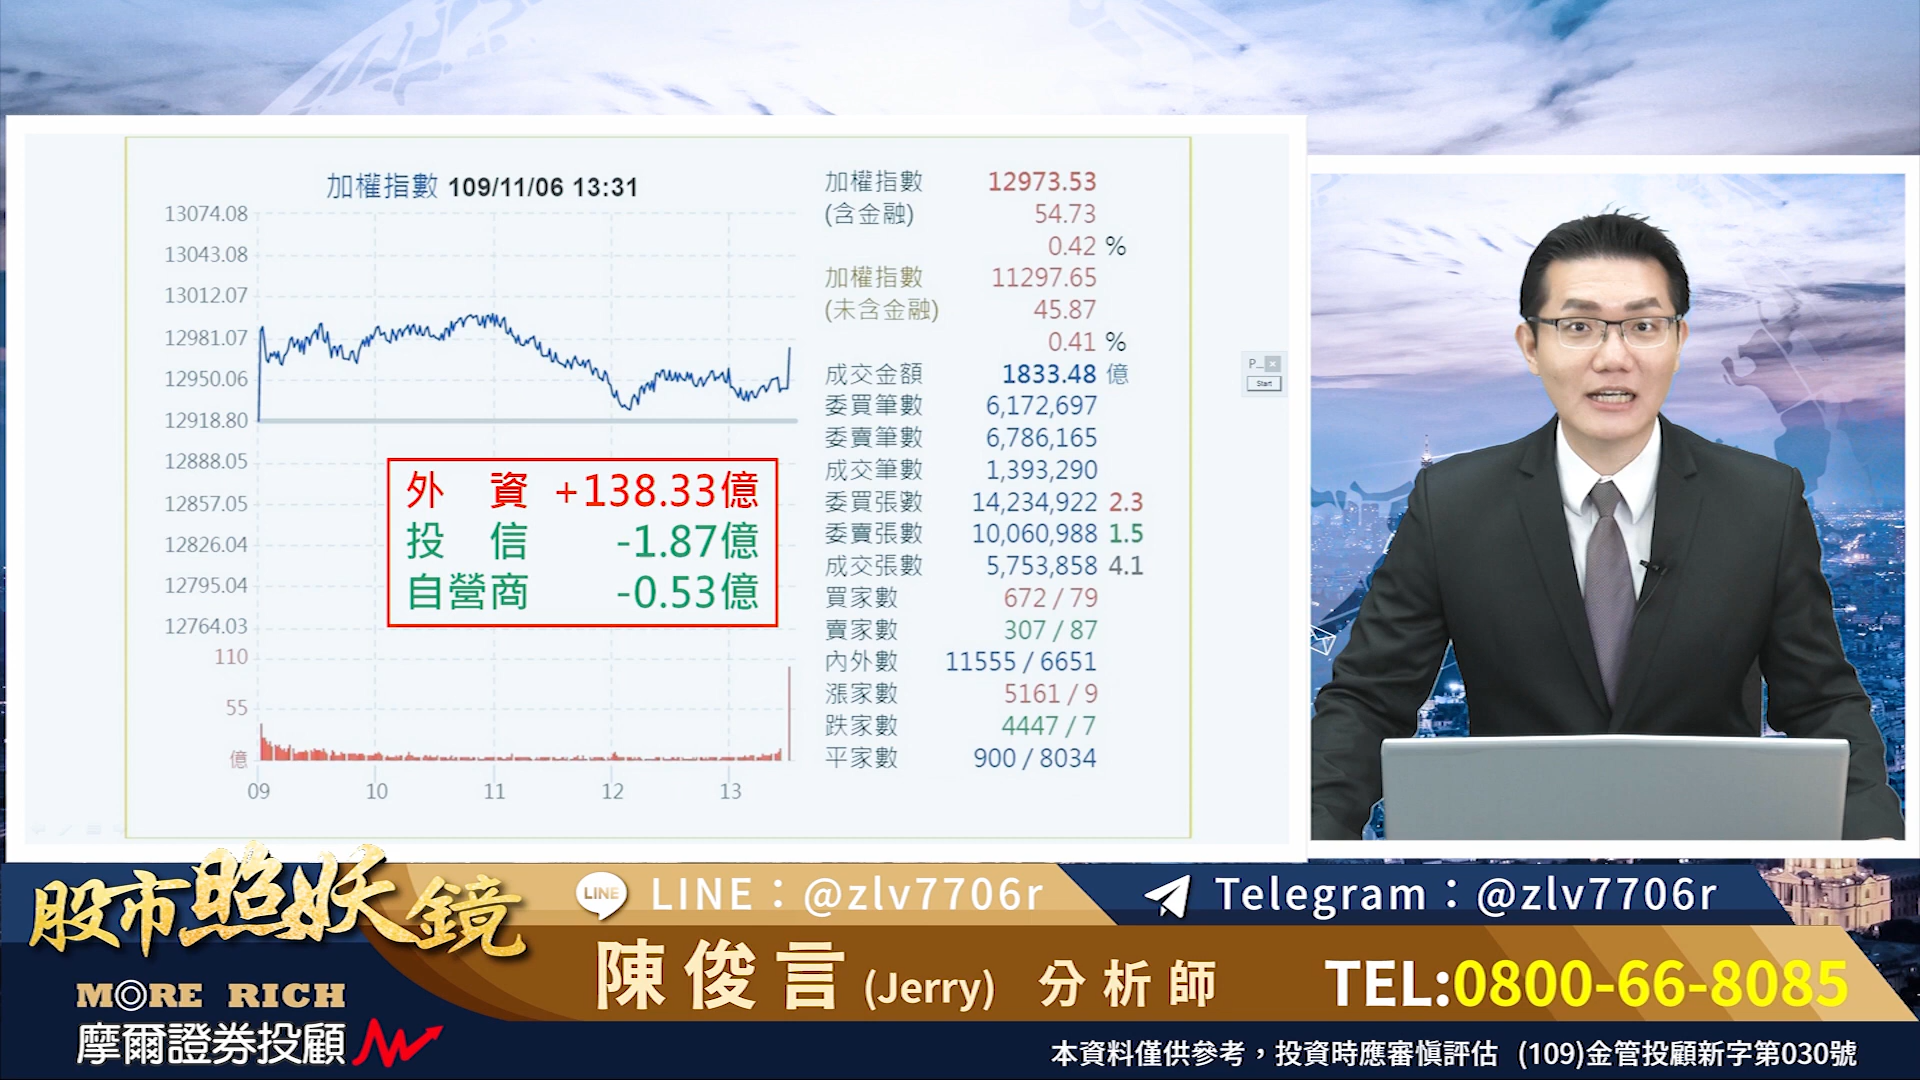 加權指數 109/11/06 13:31
13074.08
13043.08
13012.07
12981.07
12950.06
12918.80
12888.05
12857.05
12826.04
12795.04
12764.03
110
55
億
09 10 11 12 13
外 資 +138.33億
投 信 -1.87億
自營商 -0.53億
加權指數 12973.53
(含金融) 54.73
0.42 %
加權指數 11297.65
(未含金融) 45.87
0.41 %
成交金額 1833.48 億
委買筆數 6,172,697
委賣筆數 6,786,165
成交筆數 1,393,290
委買張數 14,234,922 2.3
委賣張數 10,060,988 1.5
成交張數 5,753,858 4.1
買家數 672 / 79
賣家數 307 / 87
內外數 11555 / 6651
漲家數 5161 / 9
跌家數 4447 / 7
平家數 900 / 8034
P...
Start
股市照妖鏡
MORE RICH
摩爾證券投顧
LINE
LINE：@zlv7706r
Telegram：@zlv7706r
陳俊言 (Jerry) 分析師
TEL:0800-66-8085
本資料僅供參考，投資時應審慎評估 (109)金管投顧新字第030號